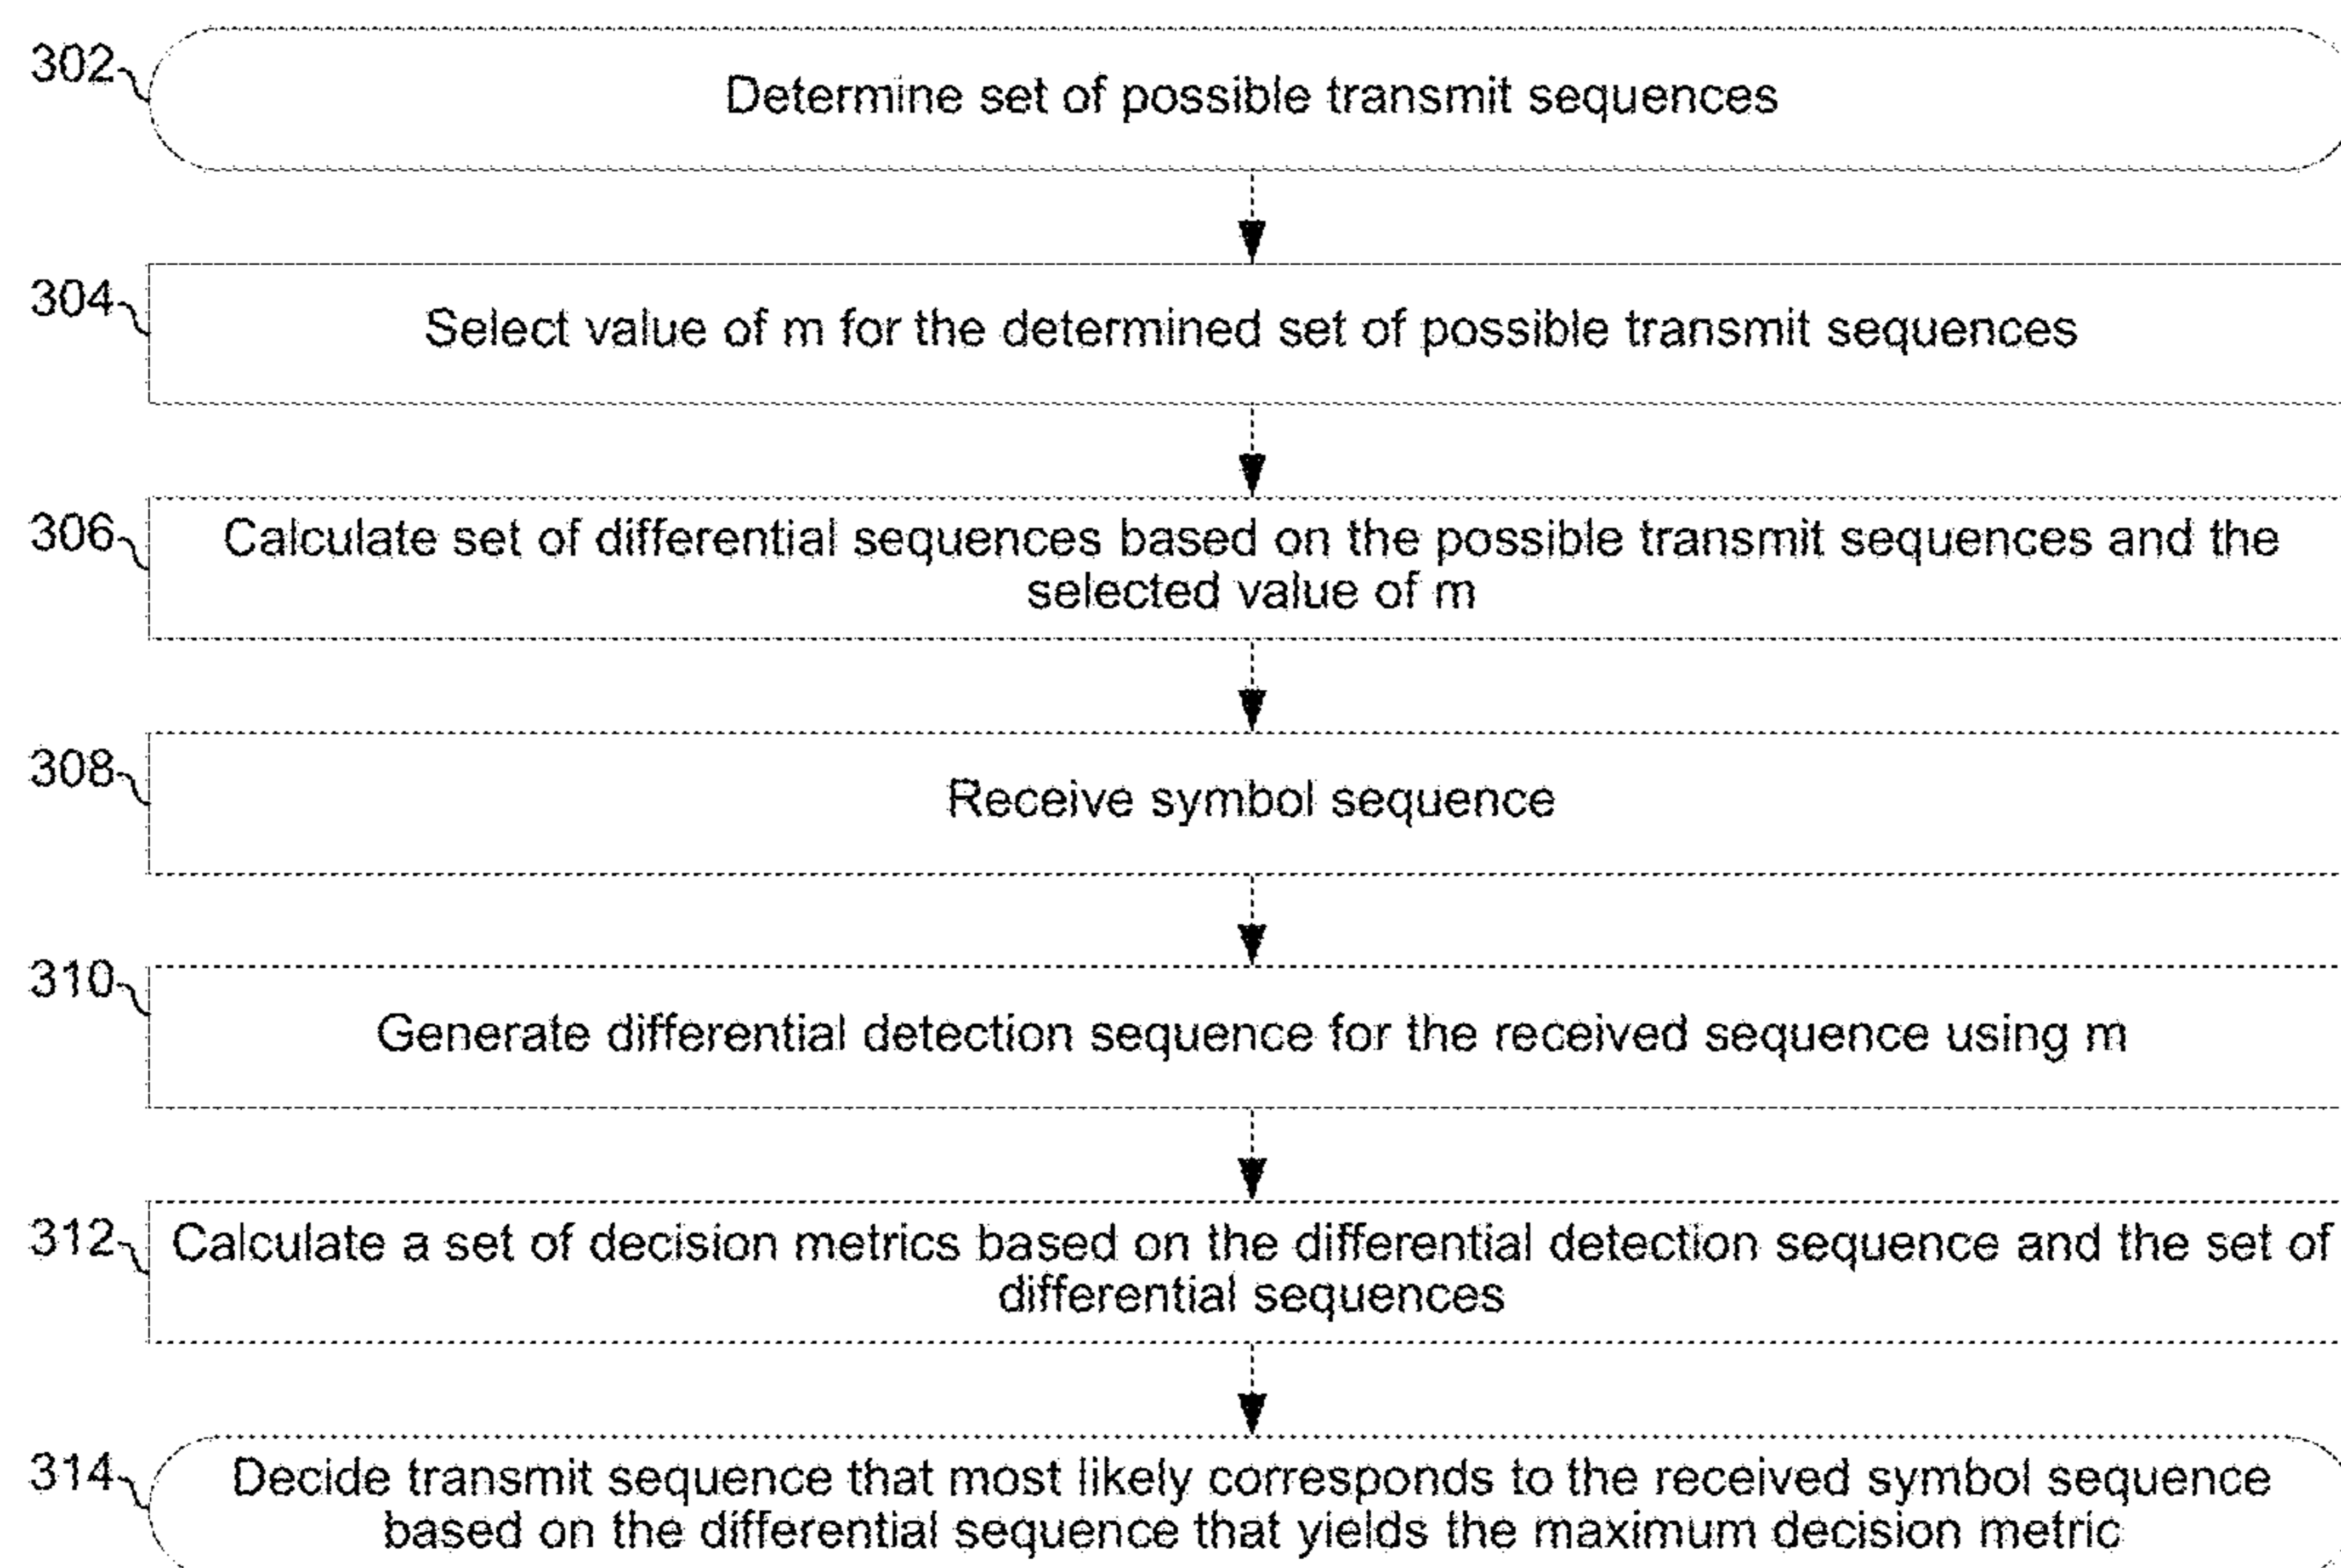 302
Determine set of possible transmit sequences
304
Select value of m for the determined set of possible transmit sequences
306
Calculate set of differential sequences based on the possible transmit sequences and the
selected value of m
308
Receive symbol sequence
310
Generate differential detection sequence for the received sequence using m
312
Calculate a set of decision metrics based on the differential detection sequence and the set of
differential sequences
314
Decide transmit sequence that most likely corresponds to the received symbol sequence
based on the differential sequence that yields the maximum decision metric